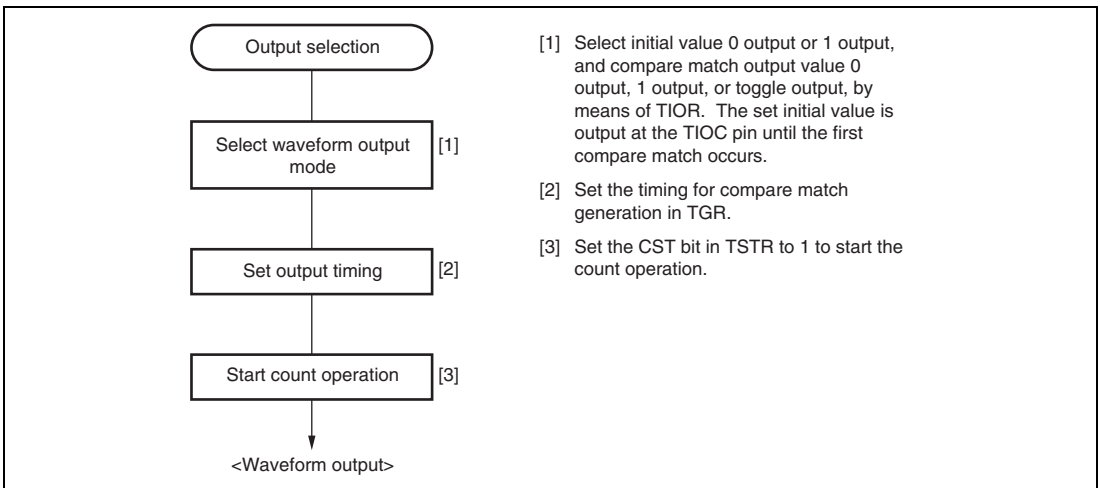 Output selection
Select waveform output
mode
[1]
Set output timing
[2]
Start count operation
[3]
<Waveform output>
[1] Select initial value 0 output or 1 output,
and compare match output value 0
output, 1 output, or toggle output, by
means of TIOR. The set initial value is
output at the TIOC pin until the first
compare match occurs.
[2] Set the timing for compare match
generation in TGR.
[3] Set the CST bit in TSTR to 1 to start the
count operation.